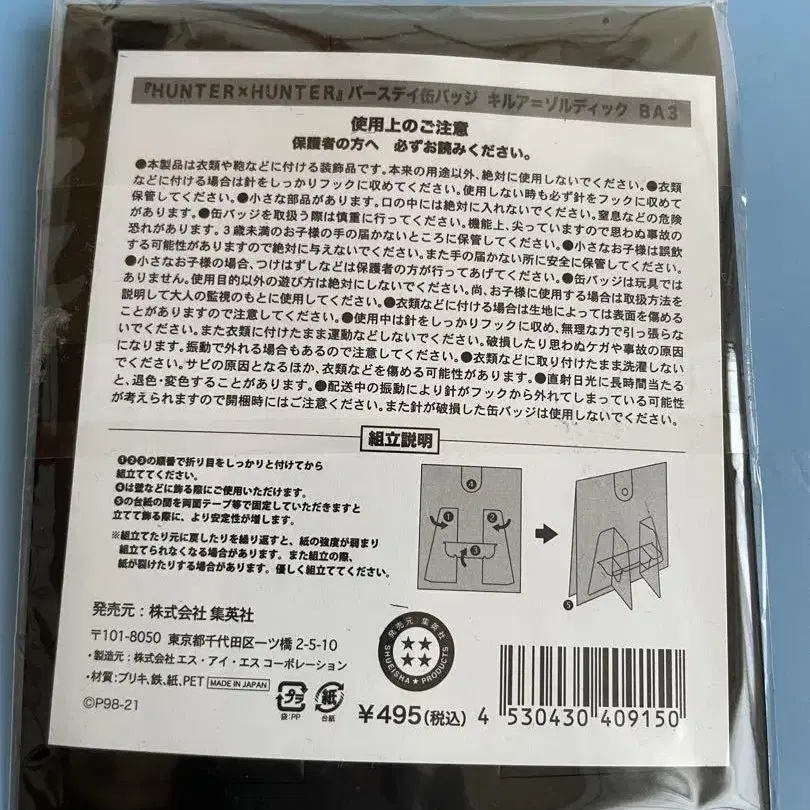 『HUNTER×HUNTER』バースデイ缶バッジ キルア＝ゾルディック BA3
使用上のご注意
保護者の方へ 必ずお読みください。
●本製品は衣類や鞄などに付ける装飾品です。本来の用途以外、絶対に使用しないでください。●衣類
などに付ける場合は針をしっかりフックに収めてください。使用しない時も必ず針をフックに収めて
保管してください。●小さな部品があります。口の中には絶対に入れないでください。窒息などの危険
があります。●缶バッジを取扱う際は慎重に行ってください。機能上、尖っていますので思わぬ事故の
恐れがあります。3歳未満のお子様の手の届かないところに保管してください。●小さなお子様は誤飲
する可能性がありますので絶対に与えないでください。また手の届かない所に安全に保管してください。
●小さなお子様の場合、つけはずしなどは保護者の方が行ってあげてください。●缶バッジは玩具では
ありません。使用目的以外の遊び方は絶対にしないでください。尚、お子様に使用する場合は取扱方法を
説明して大人の監視のもとに使用してください。●衣類などに付ける場合は生地によっては表面を傷める
ことがありますので注意してください。●使用中は針をしっかりフックに収め、無理な力で引っ張らな
いでください。また衣類に付けたまま運動などしないでください。破損したり思わぬケガや事故の原因
になります。振動で外れる場合もあるので注意してください。●衣類などに取り付けたまま洗濯しない
でください。サビの原因となるほか、衣類などを傷める可能性があります。●直射日光に長時間当たる
と、退色・変色することがあります。●配送中の振動により針がフックから外れてしまっている可能性
が考えられますので開梱時にはご注意ください。また針が破損した缶バッジは使用しないでください。
組立説明
❶❷❸の順番で折り目をしっかりと付けてから
組立ててください。
❹は壁などに飾る際にご使用いただけます。
❺の台紙の間を両面テープ等で固定していただきますと
立てて飾る際に、より安定性が増します。
※組立てたり元に戻したりを繰り返すと、紙の強度が弱まり
組立てられなくなる場合があります。また組立の際、
紙が裂けたりする場合があります。優しく組立ててください。
❹
❶ ❷
❸
❺
発売元：株式会社 集英社
〒101-8050 東京都千代田区一ツ橋 2-5-10
・製造元：株式会社 エス・アイ・エス コーポレーション
・材質：ブリキ、鉄、紙、PET MADE IN JAPAN
©P98-21
プラ
袋：PP
紙
台紙
発売元：集英社
SHUEISHA★PRODUCTS
¥495(税込)
4 530430 409150